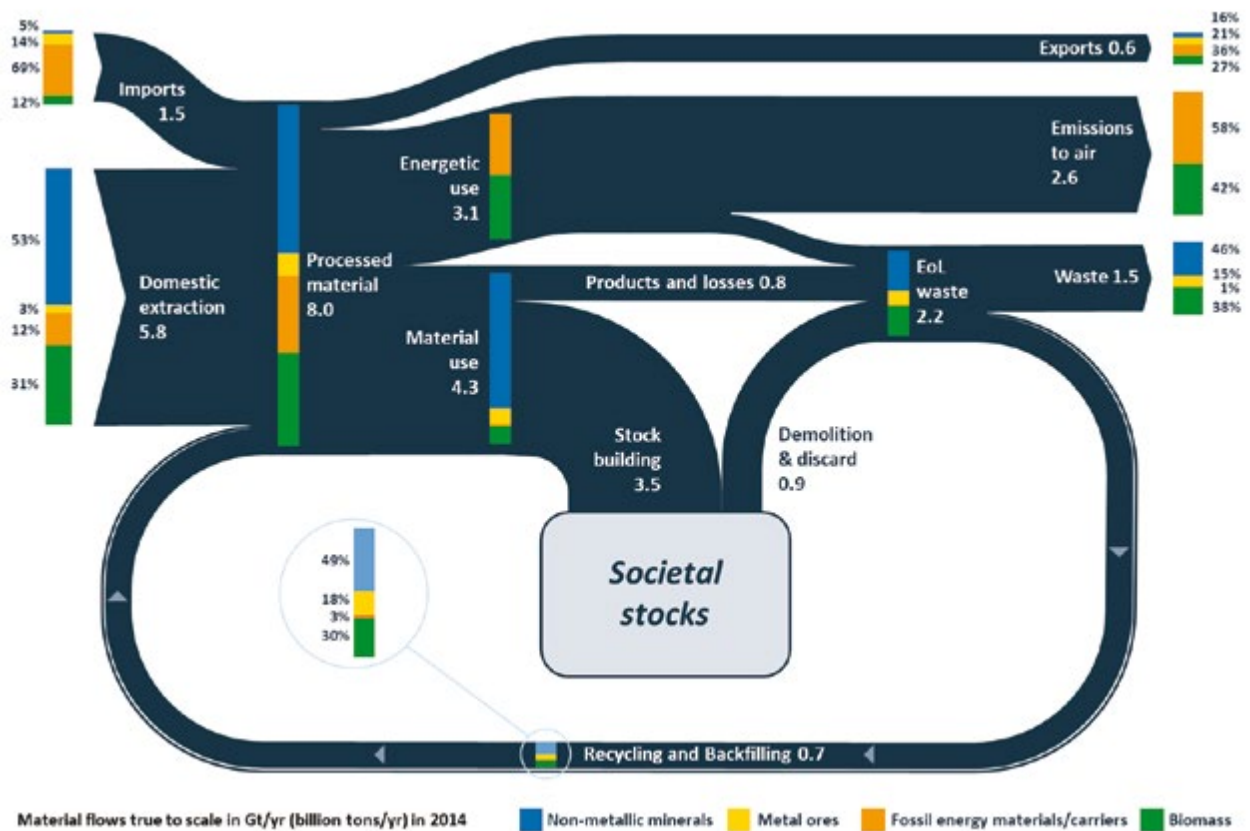 5%
14%
69%
12%
Imports
1.5
Exports 0.6
16%
21%
36%
27%
Energetic
use
3.1
Emissions
to air
2.6
58%
42%
53%
3%
12%
31%
Domestic
extraction
5.8
Processed
material
8.0
Material
use
4.3
Products and losses 0.8
EoL
waste
2.2
Waste 1.5
46%
15%
1%
38%
Stock
building
3.5
Demolition
& discard
0.9
Societal
stocks
49%
18%
3%
30%
Recycling and Backfilling 0.7
Material flows true to scale in Gt/yr (billion tons/yr) in 2014
Non-metallic minerals
Metal ores
Fossil energy materials/carriers
Biomass